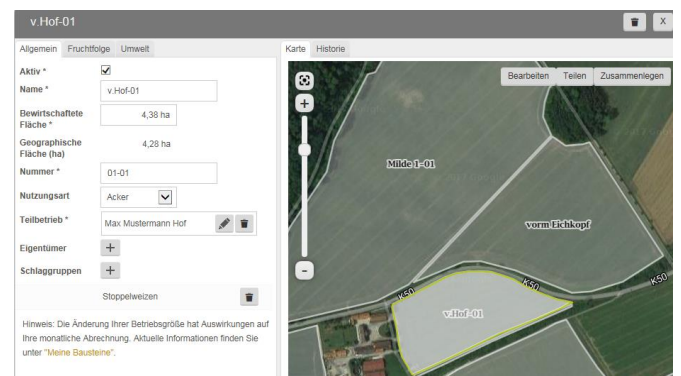 v.Hof-01
X
Allgemein Fruchtfolge Umwelt
Aktiv *
Name *
v.Hof-01
Bewirtschaftete
Fläche *
4,38 ha
Geographische
Fläche (ha)
4,28 ha
Nummer *
01-01
Nutzungsart
Acker
Teilbetrieb *
Max Mustermann Hof
Eigentümer
+
Schlaggruppen
+
Stoppelweizen
Hinweis: Die Änderung Ihrer Betriebsgröße hat Auswirkungen auf
Ihre monatliche Abrechnung. Aktuelle Informationen finden Sie
unter "Meine Bausteine".
Karte Historie
Bearbeiten Teilen Zusammenlegen
+
-
Milde 1-01
vorm Eichkopf
K50
K50
K50
v.Hof-01